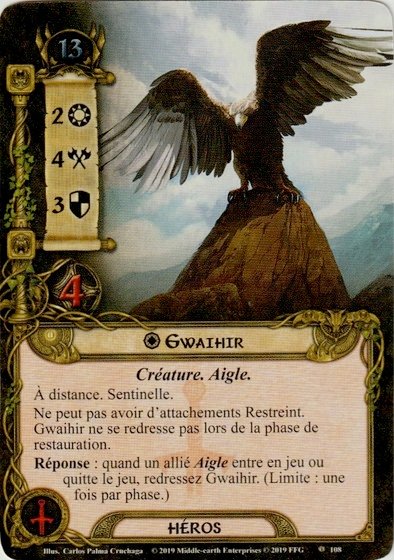 13
2
4
3
4
Gwaihir
Créature. Aigle.
À distance. Sentinelle.
Ne peut pas avoir d'attachements Restreint.
Gwaihir ne se redresse pas lors de la phase de
restauration.
Réponse : quand un allié Aigle entre en jeu ou
quitte le jeu, redressez Gwaihir. (Limite : une
fois par phase.)
HÉROS
Illus. Carlos Palma Cruchaga © 2019 Middle-earth Enterprises © 2019 FFG 108